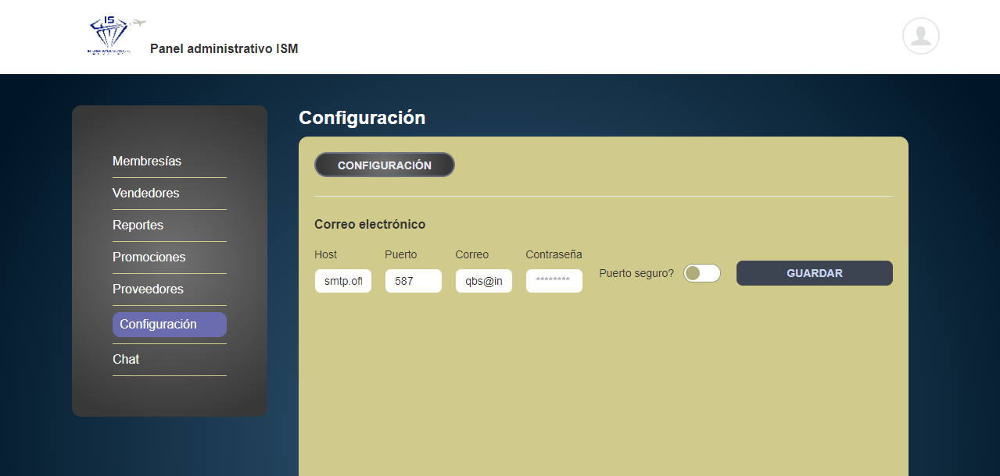 IS
Panel administrativo ISM
Membresías
Vendedores
Reportes
Promociones
Proveedores
Configuración
Chat
Configuración
CONFIGURACIÓN
Correo electrónico
Host Puerto Correo Contraseña
smtp.ofi 587 qbs@in ******** Puerto seguro? GUARDAR